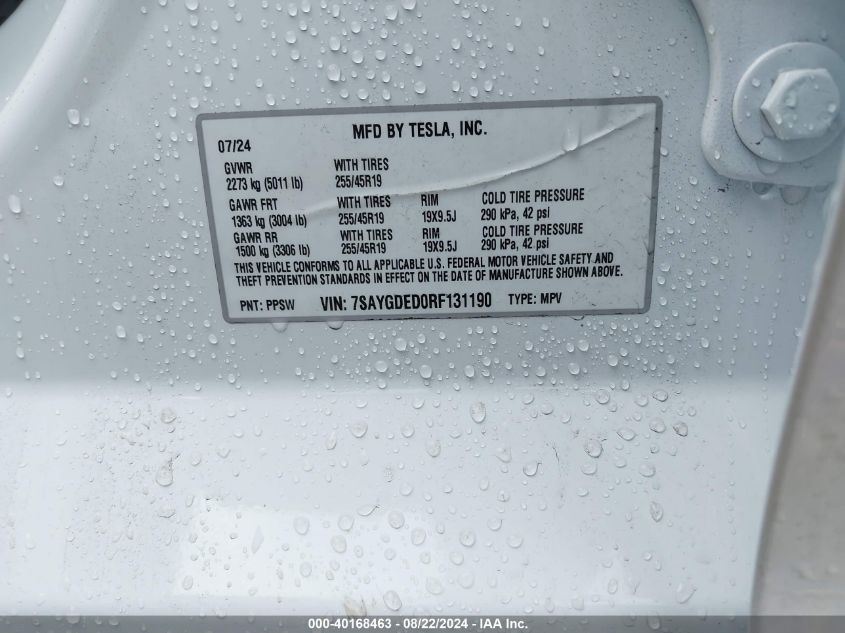 MFD BY TESLA, INC.
07/24
GVWR WITH TIRES
2273 kg (5011 lb) 255/45R19
GAWR FRT WITH TIRES RIM COLD TIRE PRESSURE
1363 kg (3004 lb) 255/45R19 19X9.5J 290 kPa, 42 psi
GAWR RR WITH TIRES RIM COLD TIRE PRESSURE
1500 kg (3306 lb) 255/45R19 19X9.5J 290 kPa, 42 psi
THIS VEHICLE CONFORMS TO ALL APPLICABLE U.S. FEDERAL MOTOR VEHICLE SAFETY AND
THEFT PREVENTION STANDARDS IN EFFECT ON THE DATE OF MANUFACTURE SHOWN ABOVE.
PNT: PPSW VIN: 7SAYGDED0RF131190 TYPE: MPV
000-40168463 - 08/22/2024 - IAA Inc.